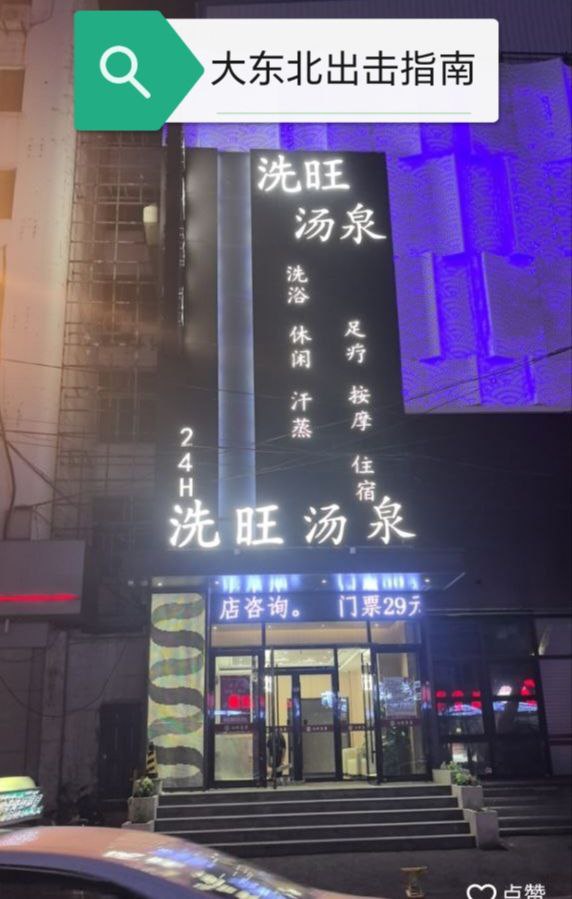 大东北出击指南
洗旺
汤泉
洗浴 休闲 汗蒸
足疗 按摩 住宿
24H
洗旺汤泉
店咨询。 门票29元
点赞